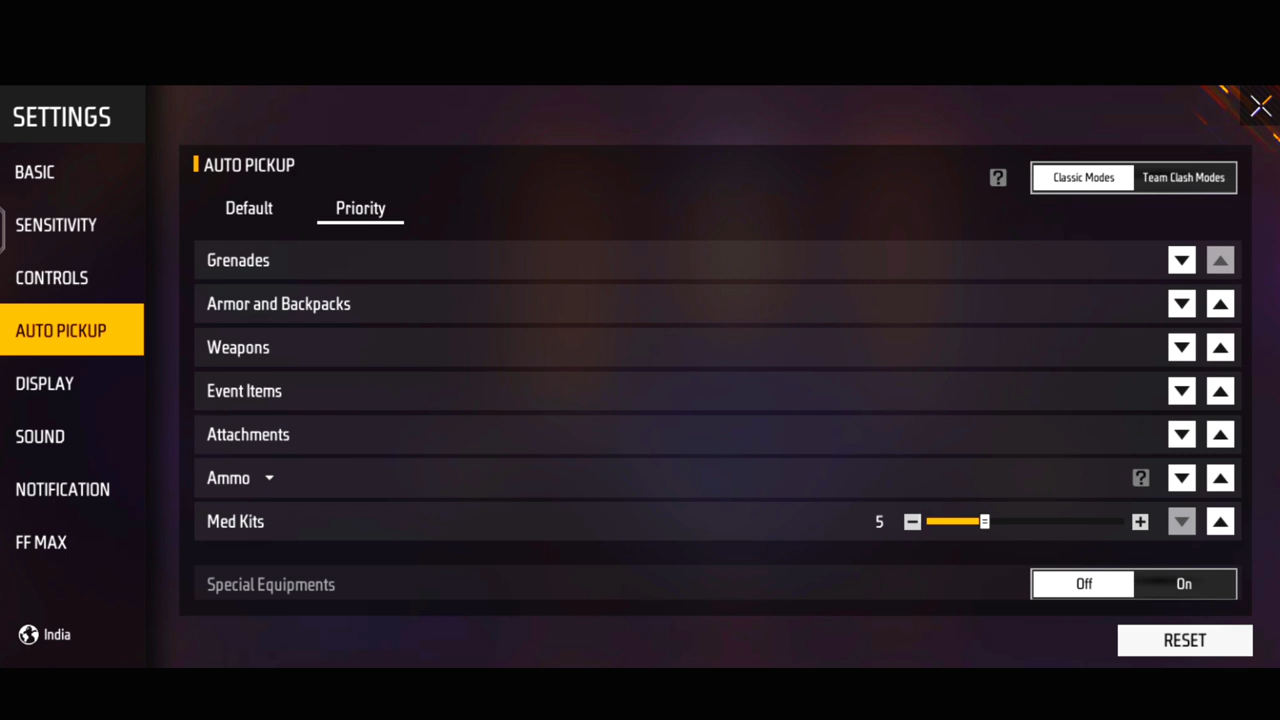 SETTINGS
BASIC
SENSITIVITY
CONTROLS
AUTO PICKUP
DISPLAY
SOUND
NOTIFICATION
FF MAX
India
AUTO PICKUP
? Classic Modes Team Clash Modes
Default Priority
Grenades
Armor and Backpacks
Weapons
Event Items
Attachments
Ammo ?
Med Kits 5
Special Equipments Off On
RESET